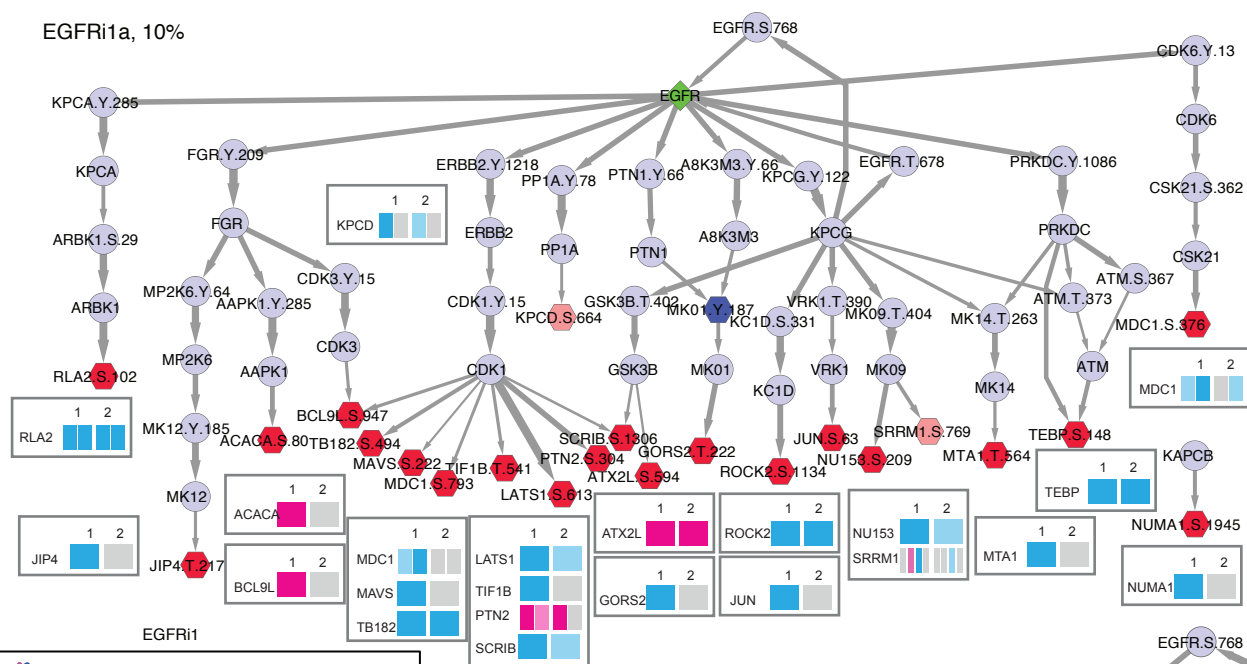 EGFRi1a, 10%
EGFR.S.768
CDK6.Y.13
EGFR
KPCA.Y.285
CDK6
FGR.Y.209
ERBB2.Y.1218
PP1A.Y.78
PTN1.Y.66
A8K3M3.Y.66
KPCG.Y.122
EGFR.T.678
PRKDC.Y.1086
KPCA
CSK21.S.362
1 2
KPCD
FGR
ERBB2
PP1A
PTN1
A8K3M3
KPCG
PRKDC
ARBK1.S.29
CSK21
MP2K6.Y.64
AAPK1.Y.285
CDK3.Y.15
CDK1.Y.15
KPCD.S.664
GSK3B.T.402
MK01.Y.187
KC1D.S.331
VRK1.T.390
MK09.T.404
MK14.T.263
ATM.T.373
ATM.S.367
ARBK1
MDC1.S.376
MP2K6
AAPK1
CDK3
CDK1
GSK3B
MK01
KC1D
VRK1
MK09
MK14
ATM
RLA2.S.102
1 2
MDC1
1 2
RLA2
MK12.Y.185
ACACA.S.80
BCL9L.S.947
TB182.S.494
MAVS.S.222
MDC1.S.793
TIF1B.T.541
LATS1.S.613
PTN2.S.304
SCRIB.S.1306
ATX2L.S.594
GORS2.T.222
ROCK2.S.1134
JUN.S.63
NU153.S.209
SRRM1.S.769
MTA1.T.564
TEBP.S.148
KAPCB
MK12
1 2
TEBP
1 2
ACACA
1 2
ATX2L
1 2
ROCK2
1 2
NU153
SRRM1
NUMA1.S.1945
1 2
JIP4
JIP4.T.217
1 2
BCL9L
1 2
MDC1
MAVS
TB182
1 2
LATS1
TIF1B
PTN2
SCRIB
1 2
GORS2
1 2
JUN
1 2
MTA1
1 2
NUMA1
EGFRi1
EGFR.S.768